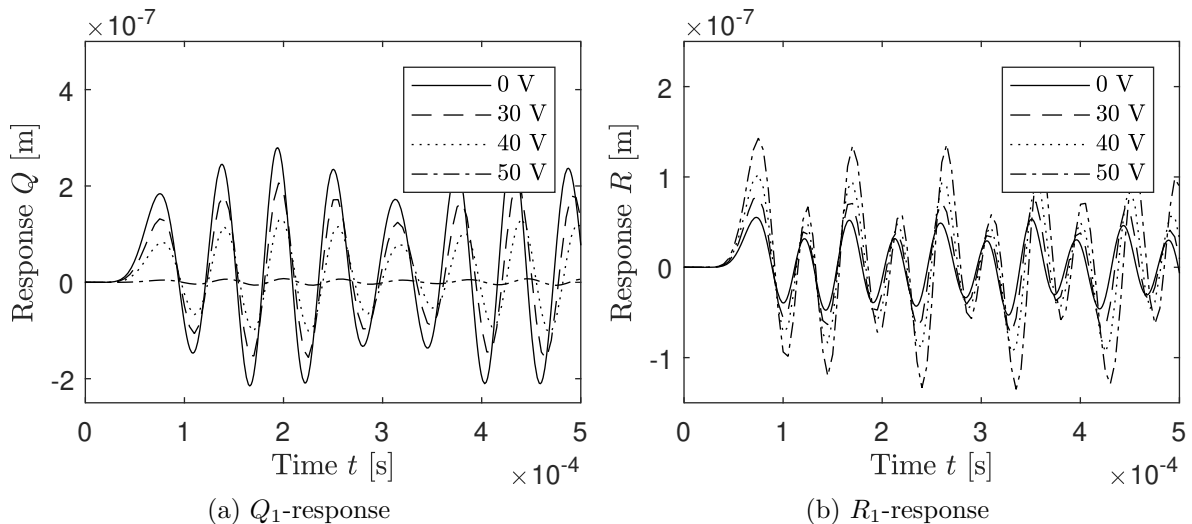 ×10⁻⁷
Response Q [m]
4
2
0
-2
0 V
30 V
40 V
50 V
0 1 2 3 4 5
Time t [s]
×10⁻⁴
(a) Q₁-response
×10⁻⁷
Response R [m]
2
1
0
-1
0 V
30 V
40 V
50 V
0 1 2 3 4 5
Time t [s]
×10⁻⁴
(b) R₁-response